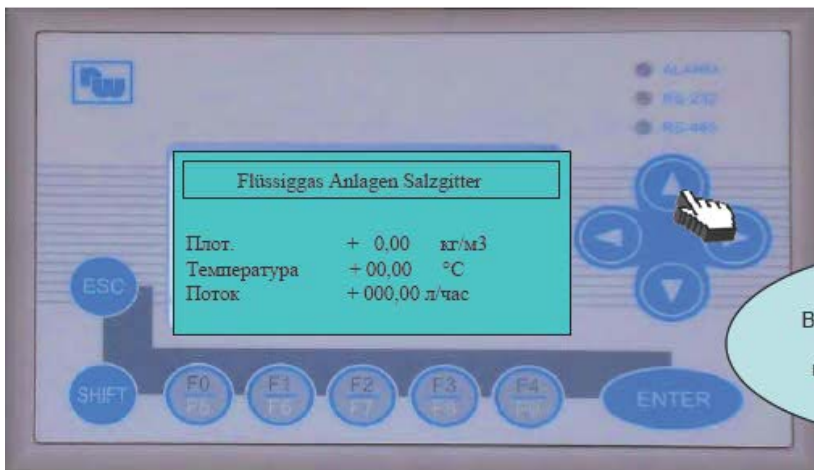 rw
ALARM
RS-232
RS-485
Flüssiggas Anlagen Salzgitter
Плот. + 0,00 кг/м3
Температура + 00,00 °C
Поток + 000,00 л/час
ESC
SHIFT
F0 F1 F2 F3 F4
F5 F6 F7 F8 F9
ENTER
В